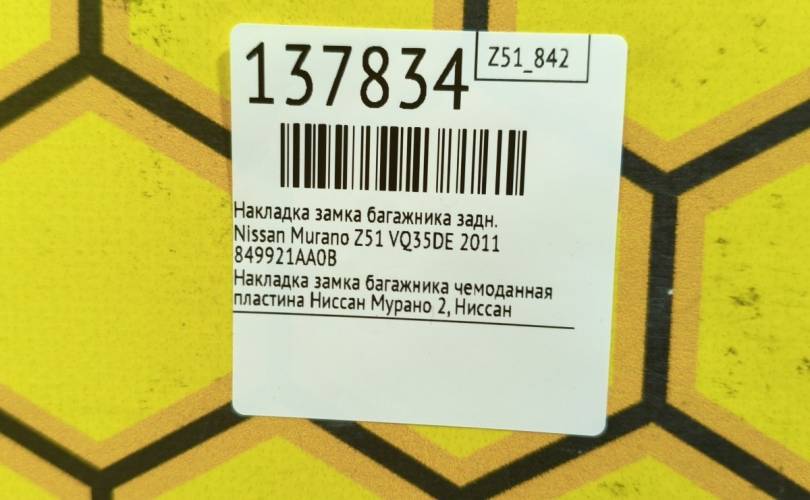 137834
Z51_842
Накладка замка багажника задн.
Nissan Murano Z51 VQ35DE 2011
849921AA0B
Накладка замка багажника чемоданная
пластина Ниссан Мурано 2, Ниссан